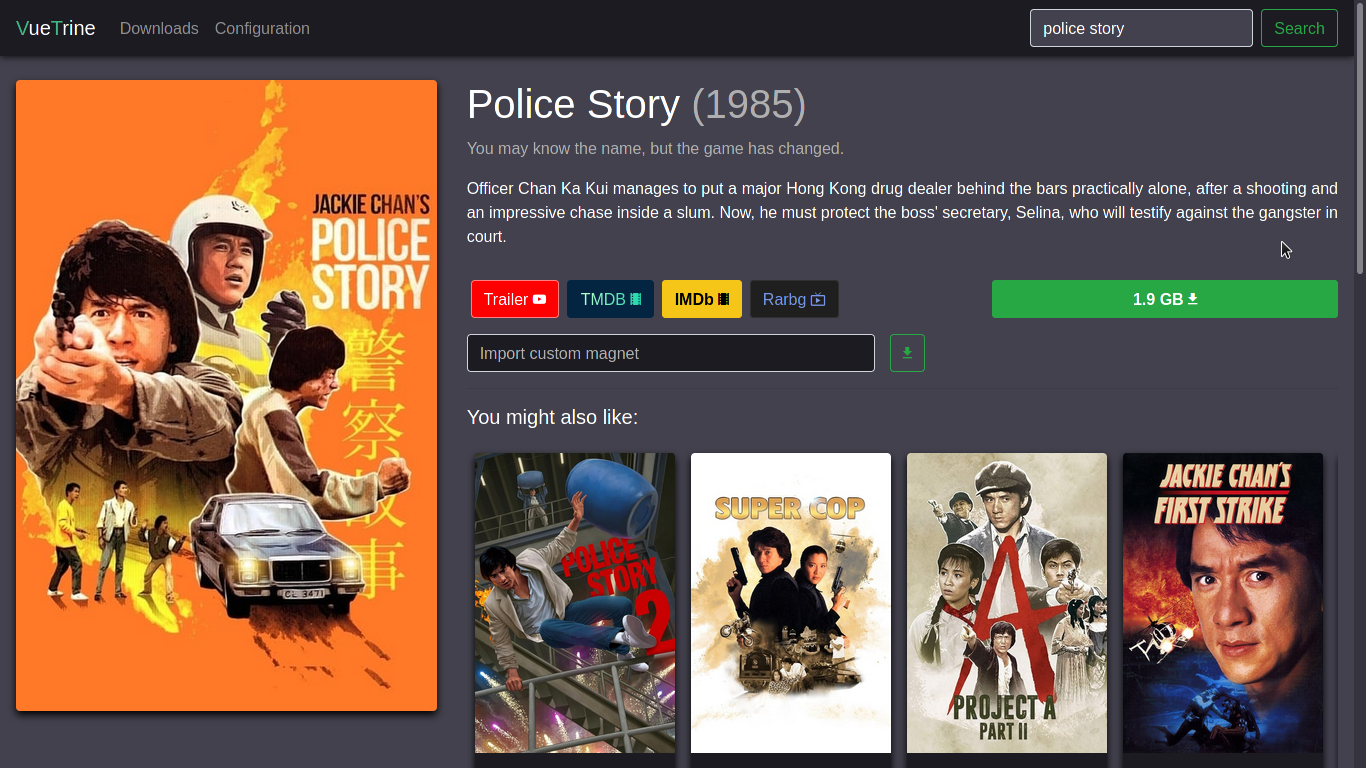 VueTrine
Downloads
Configuration
police story
Search
JACKIE CHAN'S
POLICE
STORY
警察故事
CL 3471
Police Story (1985)
You may know the name, but the game has changed.
Officer Chan Ka Kui manages to put a major Hong Kong drug dealer behind the bars practically alone, after a shooting and
an impressive chase inside a slum. Now, he must protect the boss' secretary, Selina, who will testify against the gangster in
court.
Trailer
TMDB
IMDb
Rarbg
1.9 GB
Import custom magnet
You might also like:
POLICE
STORY
2
SUPER COP
A
PROJECT A
PART II
JACKIE CHAN'S
FIRST STRIKE